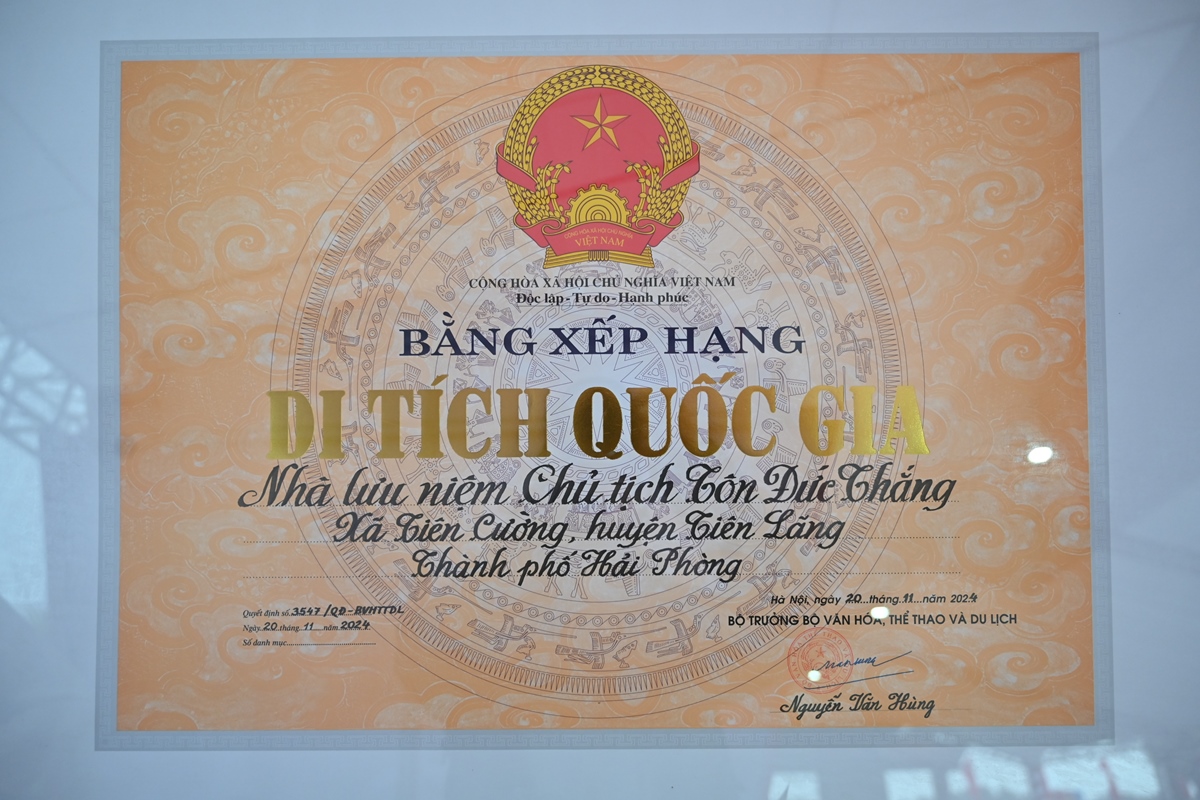 CỘNG HÒA XÃ HỘI CHỦ NGHĨA
VIỆT NAM
CỘNG HÒA XÃ HỘI CHỦ NGHĨA VIỆT NAM
Độc lập - Tự do - Hạnh phúc
BẰNG XẾP HẠNG
DI TÍCH QUỐC GIA
Nhà lưu niệm Chủ tịch Tôn Đức Thắng
Xã Tiên Cường, huyện Tiên Lãng
Thành phố Hải Phòng
Quyết định số 3547/QĐ-BVHTTDL
Ngày 20 tháng 11 năm 2024
Số danh mục
Hà Nội, ngày 20 tháng 11 năm 2024
BỘ TRƯỞNG BỘ VĂN HÓA, THỂ THAO VÀ DU LỊCH
Nguyễn Văn Hùng